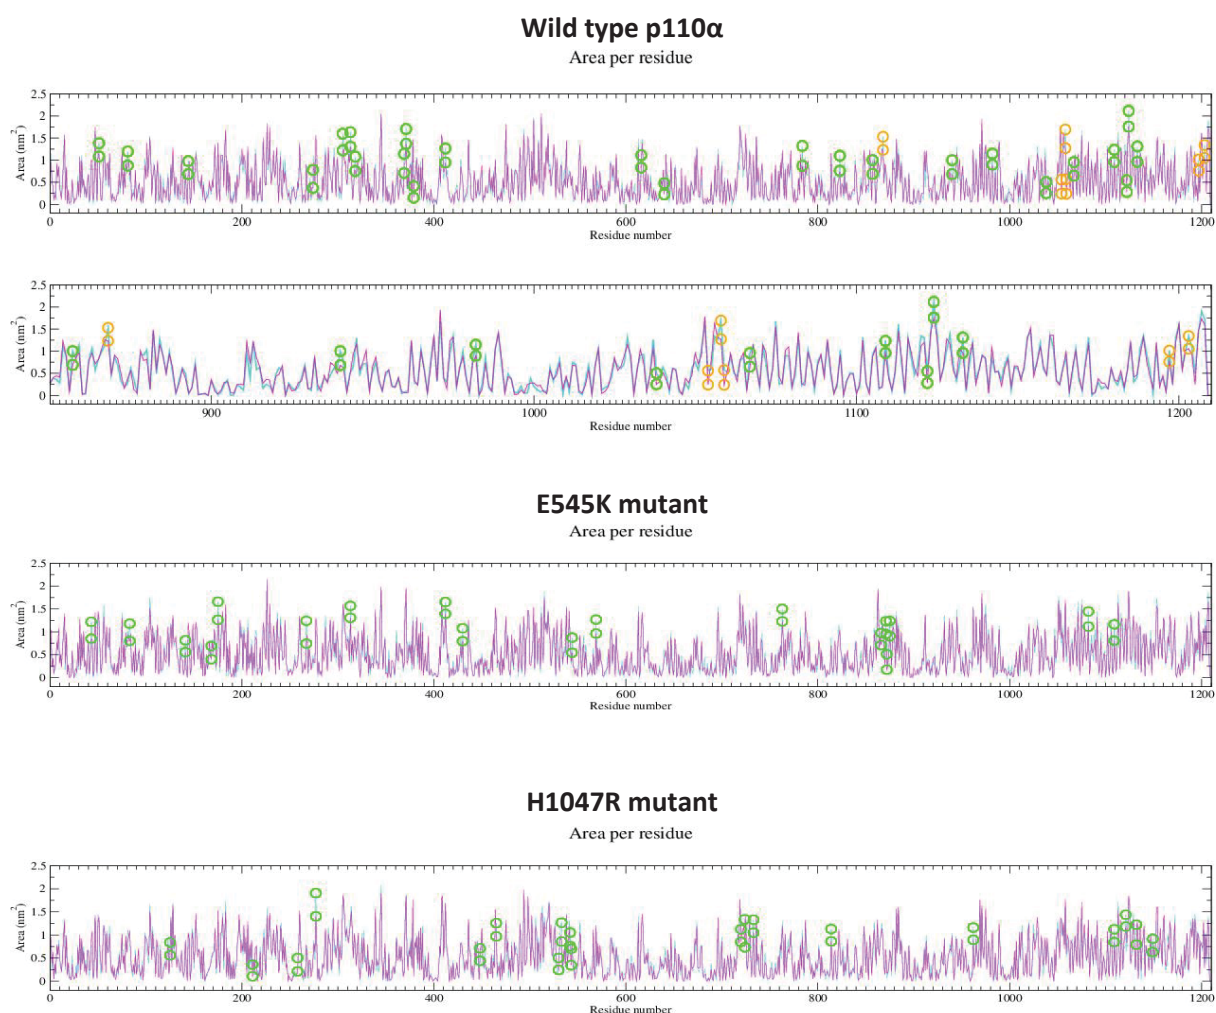 Wild type p110α
Area per residue
2.5
2
1.5
1
0.5
0
Area (nm²)
0 200 400 600 800 1000 1200
Residue number
2.5
2
1.5
1
0.5
0
Area (nm²)
900 1000 1100 1200
Residue number
E545K mutant
Area per residue
2.5
2
1.5
1
0.5
0
Area (nm²)
0 200 400 600 800 1000 1200
Residue number
H1047R mutant
Area per residue
2.5
2
1.5
1
0.5
0
Area (nm²)
0 200 400 600 800 1000 1200
Residue number